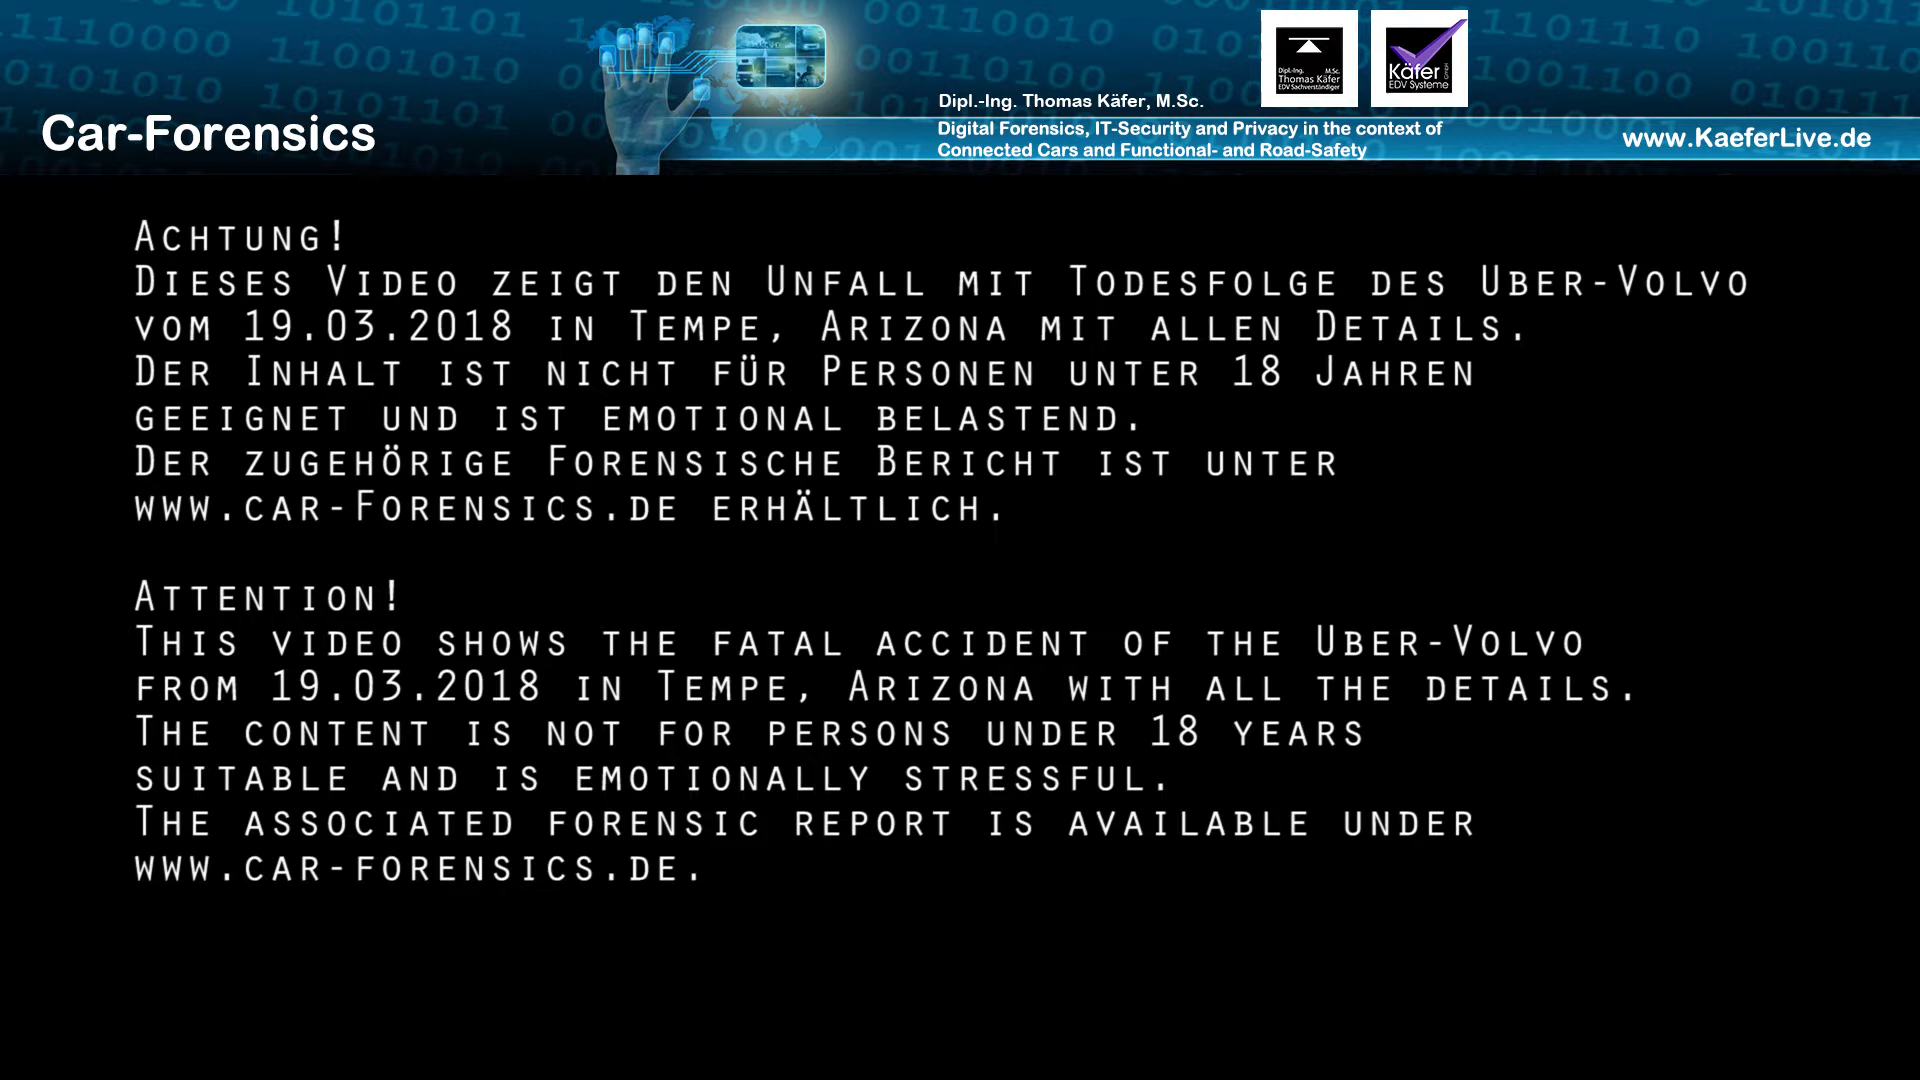 Car-Forensics
Dipl.-Ing. Thomas Käfer, M.Sc.
Digital Forensics, IT-Security and Privacy in the context of
Connected Cars and Functional- and Road-Safety
Dipl.-Ing. M.Sc.
Thomas Käfer
EDV Sachverständiger
Käfer GmbH
EDV Systeme
www.KaeferLive.de
Achtung!
Dieses Video zeigt den Unfall mit Todesfolge des Uber-Volvo
vom 19.03.2018 in Tempe, Arizona mit allen Details.
Der Inhalt ist nicht für Personen unter 18 Jahren
geeignet und ist emotional belastend.
Der zugehörige Forensische Bericht ist unter
www.car-Forensics.de erhältlich.
Attention!
This video shows the fatal accident of the Uber-Volvo
from 19.03.2018 in Tempe, Arizona with all the details.
The content is not for persons under 18 years
suitable and is emotionally stressful.
The associated forensic report is available under
www.car-forensics.de.